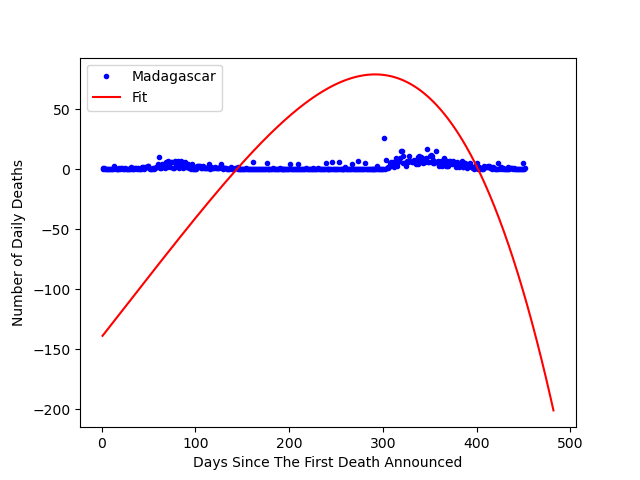 Madagascar
Fit
50
0
−50
−100
−150
−200
Number of Daily Deaths
0 100 200 300 400 500
Days Since The First Death Announced